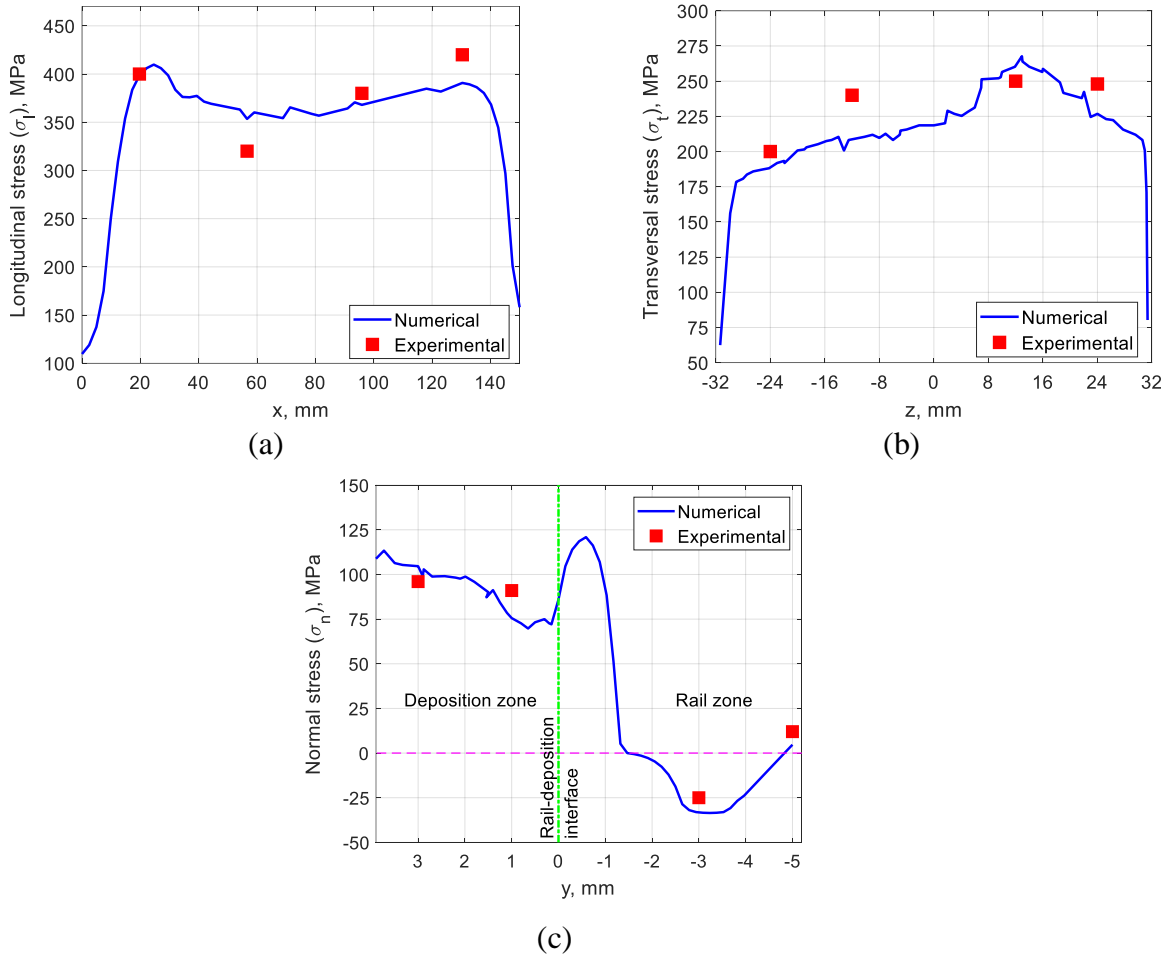 450
400
350
300
250
200
150
100
0
20
40
60
80
100
120
140
Longitudinal stress (σl), MPa
x, mm
Numerical
Experimental
(a)
300
275
250
225
200
175
150
125
100
75
50
-32
-24
-16
-8
0
8
16
24
32
Transversal stress (σt), MPa
z, mm
Numerical
Experimental
(b)
150
125
100
75
50
25
0
-25
-50
3
2
1
0
-1
-2
-3
-4
-5
Normal stress (σn), MPa
y, mm
Numerical
Experimental
Deposition zone
Rail zone
Rail-deposition
interface
(c)